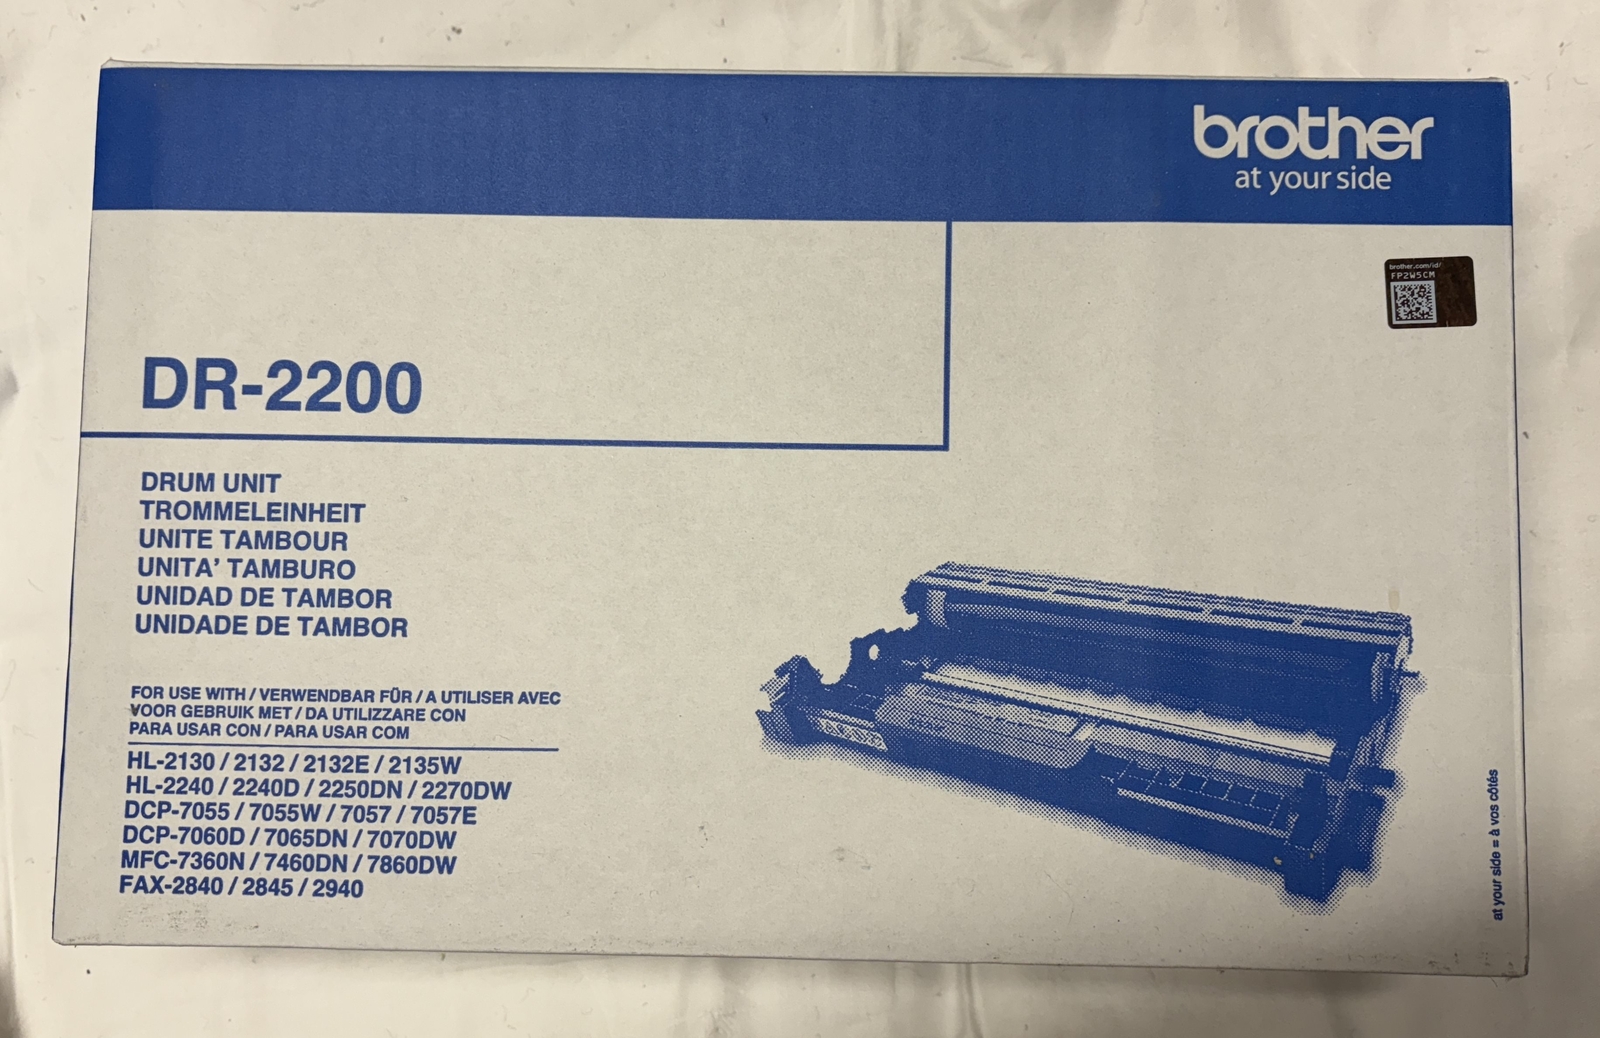 brother
at your side
brother.com/id/
FP2W5CM
DR-2200
DRUM UNIT
TROMMELEINHEIT
UNITE TAMBOUR
UNITA' TAMBURO
UNIDAD DE TAMBOR
UNIDADE DE TAMBOR
FOR USE WITH / VERWENDBAR FÜR / A UTILISER AVEC
VOOR GEBRUIK MET / DA UTILIZZARE CON
PARA USAR CON / PARA USAR COM
HL-2130 / 2132 / 2132E / 2135W
HL-2240 / 2240D / 2250DN / 2270DW
DCP-7055 / 7055W / 7057 / 7057E
DCP-7060D / 7065DN / 7070DW
MFC-7360N / 7460DN / 7860DW
FAX-2840 / 2845 / 2940
at your side = à vos côtés